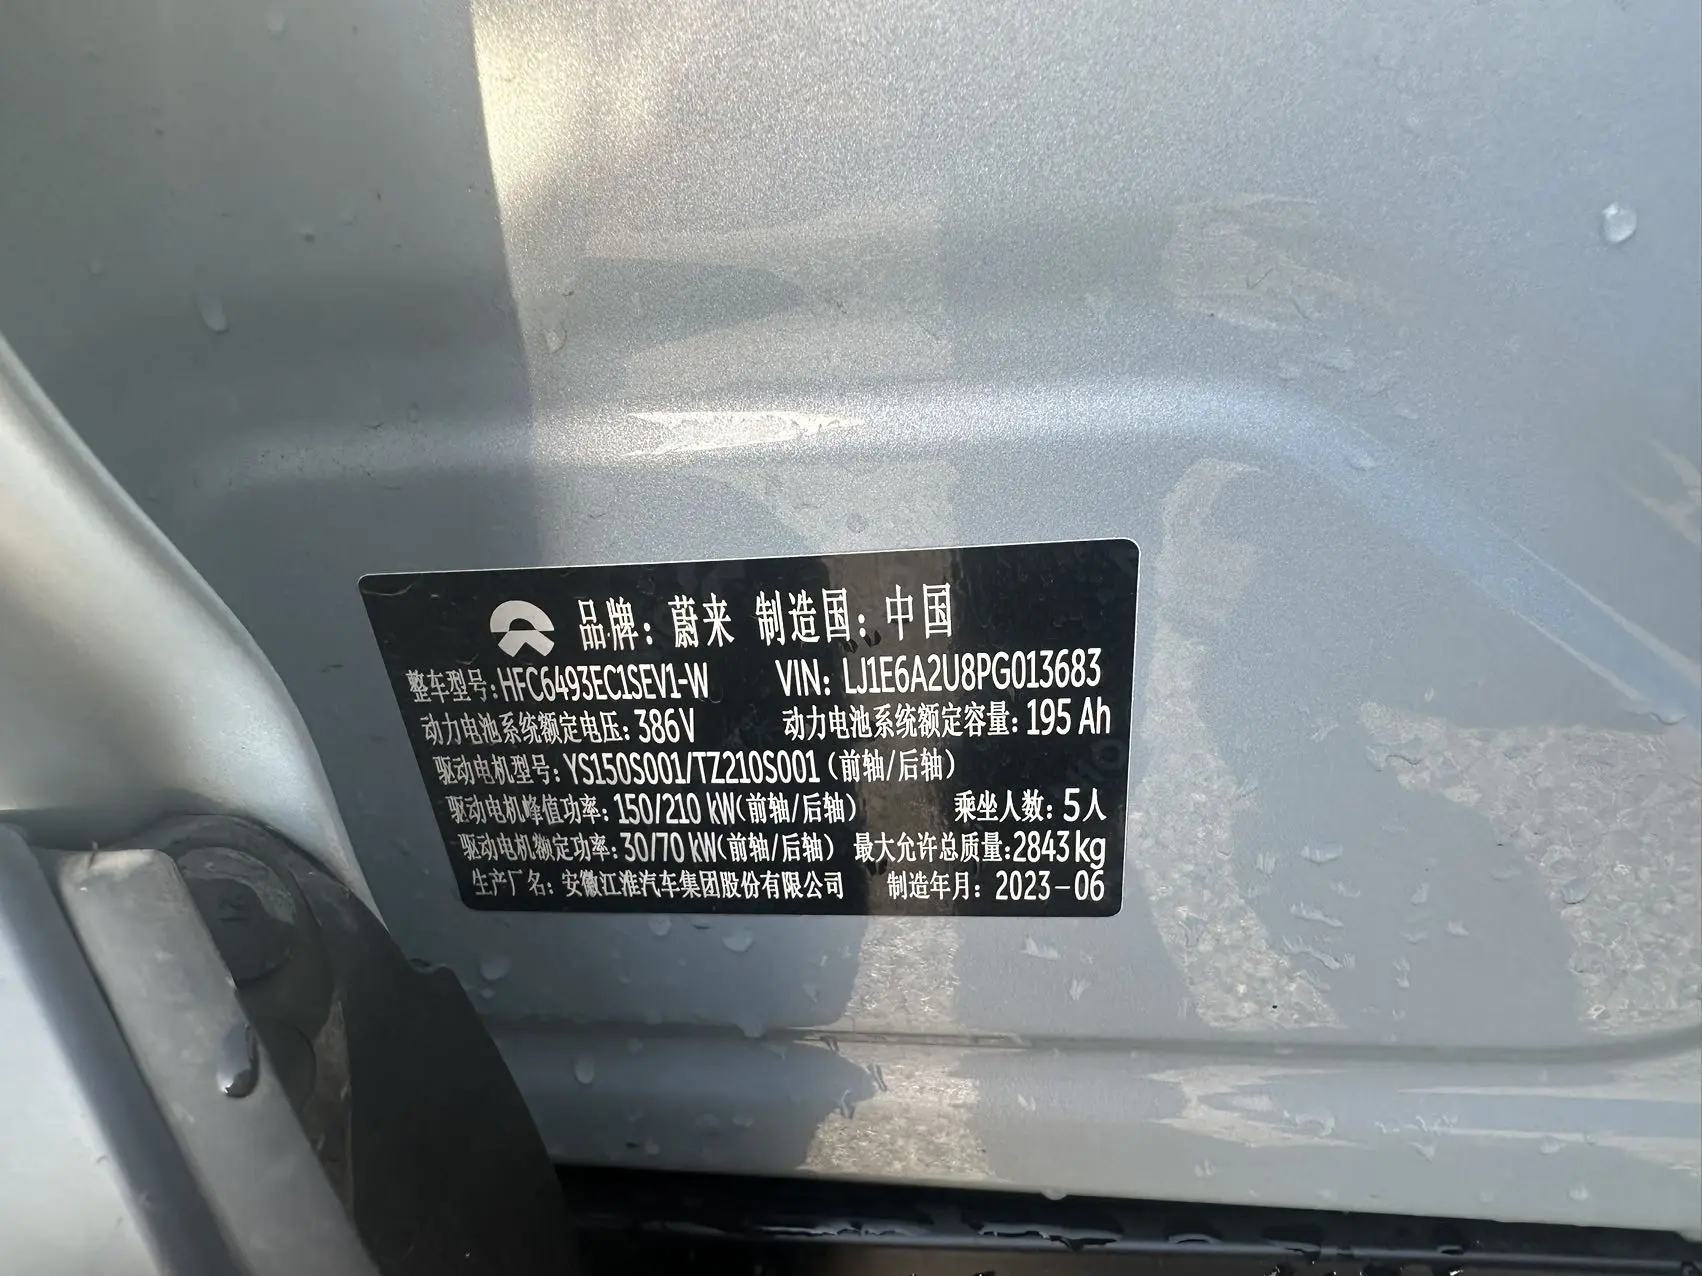 品牌：蔚来 制造国：中国
整车型号：HFC6493EC1SEV1-W VIN：LJ1E6A2U8PG013683
动力电池系统额定电压：386V 动力电池系统额定容量：195 Ah
驱动电机型号：YS150S001/TZ210S001（前轴/后轴）
驱动电机峰值功率：150/210 kW（前轴/后轴） 乘坐人数：5人
驱动电机额定功率：30/70 kW（前轴/后轴） 最大允许总质量：2843 kg
生产厂名：安徽江淮汽车集团股份有限公司 制造年月：2023-06